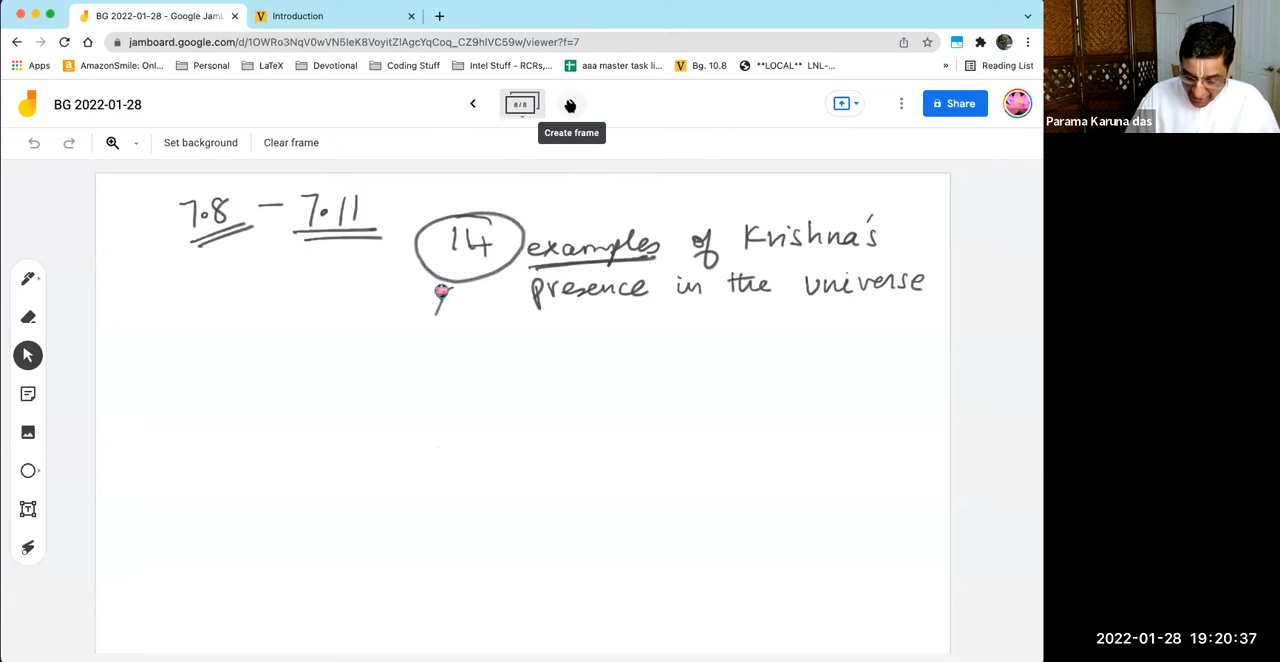 BG 2022-01-28 - Google Jaml
Introduction
jamboard.google.com/d/1OWRo3NqV0wVN5IeK8VoyitZIAgcYqCoq_CZ9hIVC59w/viewer?f=7
Apps
AmazonSmile: Onl...
Personal
LaTeX
Devotional
Coding Stuff
Intel Stuff - RCRs,...
aaa master task li...
Bg. 10.8
**LOCAL** LNL-...
»
Reading List
BG 2022-01-28
8 / 8
Share
Create frame
Set background
Clear frame
Parama Karuna das
7.8 - 7.11
14 examples of Krishna's
presence in the universe
2022-01-28 19:20:37